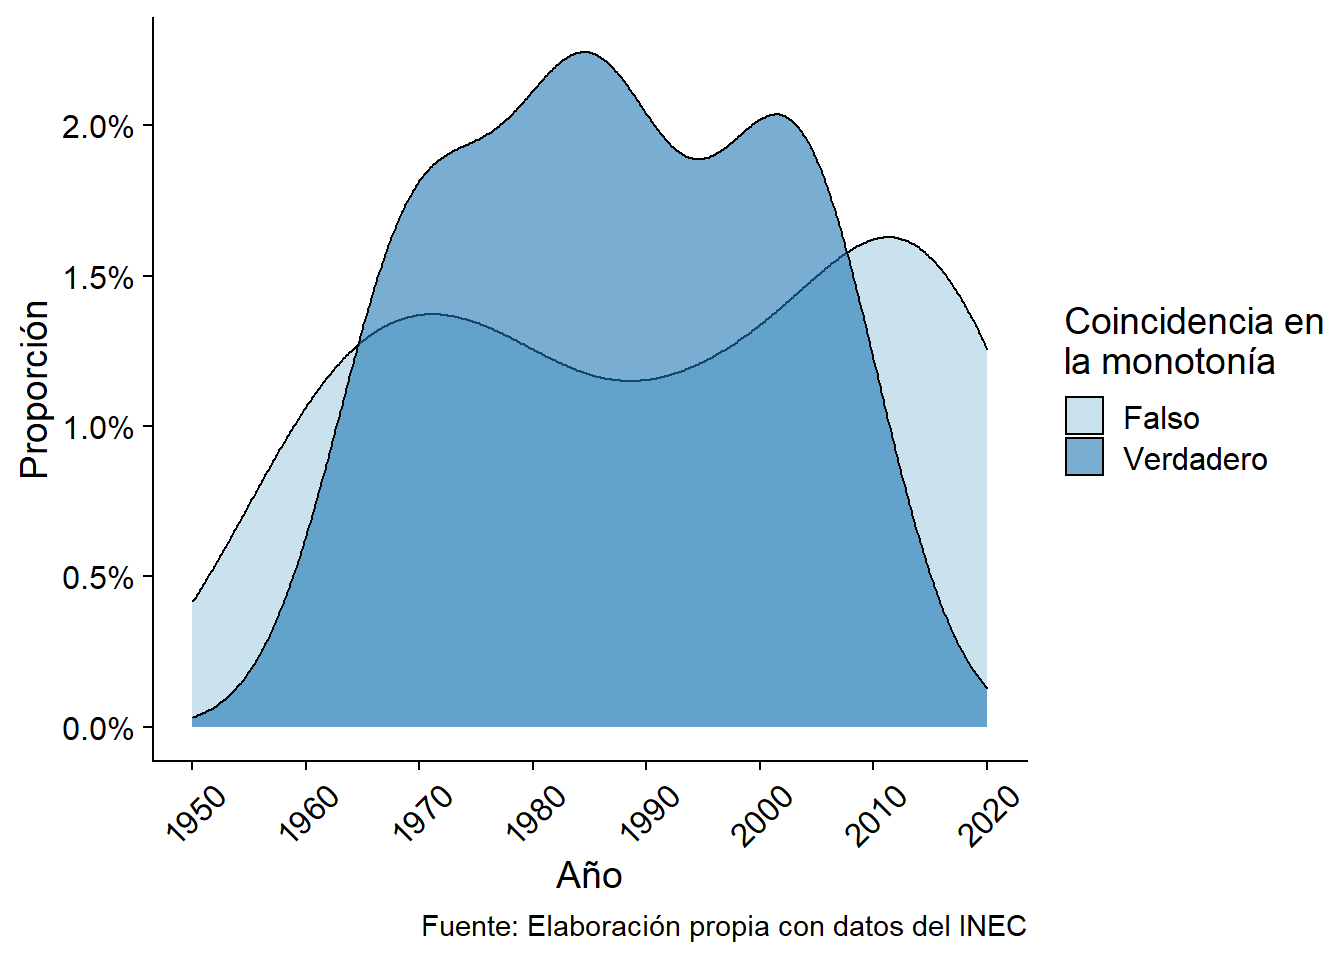 2.0%
1.5%
1.0%
0.5%
0.0%
Proporción
1950
1960
1970
1980
1990
2000
2010
2020
Año
Fuente: Elaboración propia con datos del INEC
Coincidencia en
la monotonía
Falso
Verdadero